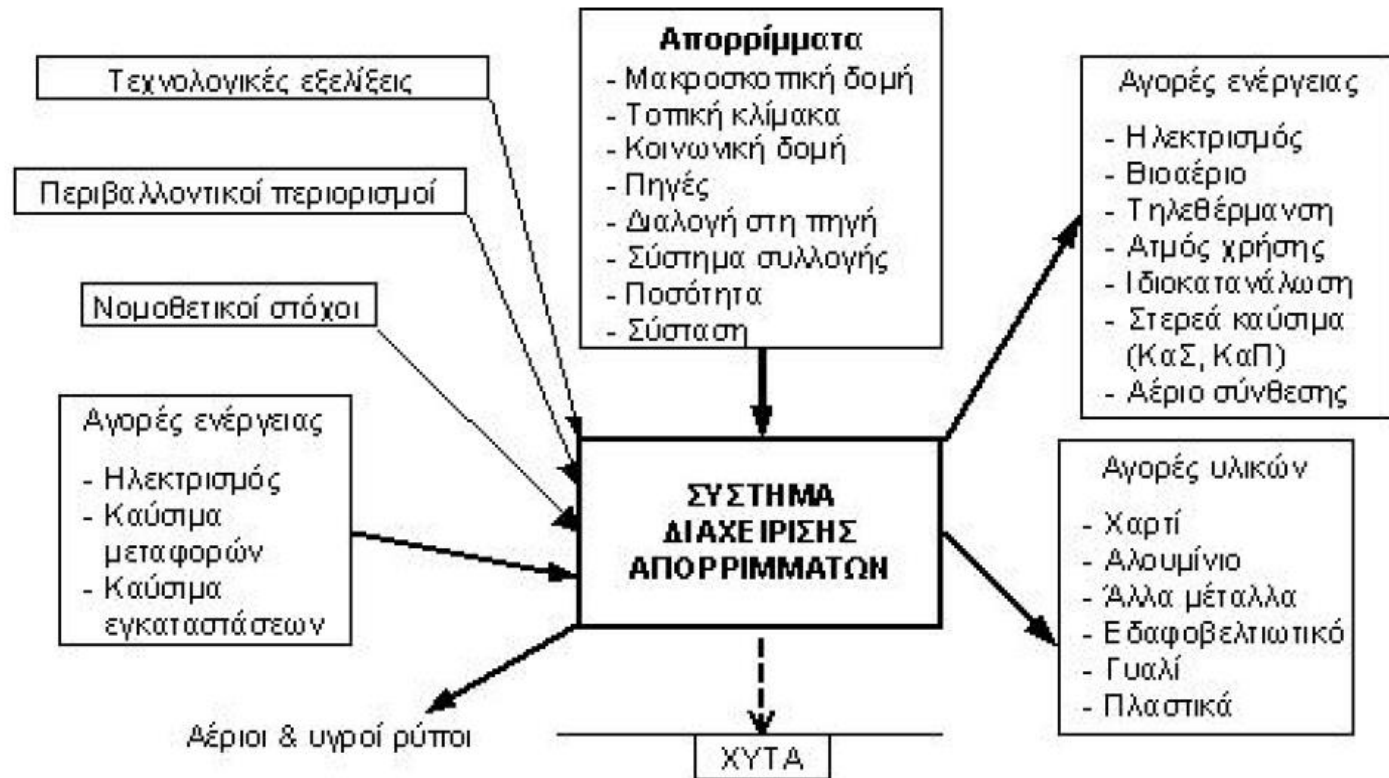 Απορρίμματα
- Μακροσκοπική δομή
- Τοπική κλίμακα
- Κοινωνική δομή
- Πηγές
- Διαλογή στη πηγή
- Σύστημα συλλογής
- Ποσότητα
- Σύσταση
Τεχνολογικές εξελίξεις
Περιβαλλοντικοί περιορισμοί
Νομοθετικοί στόχοι
Αγορές ενέργειας
- Ηλεκτρισμός
- Καύσιμα
μεταφορών
- Καύσιμα
εγκαταστάσεων
ΣΥΣΤΗΜΑ
ΔΙΑΧΕΙΡΙΣΗΣ
ΑΠΟΡΡΙΜΜΑΤΩΝ
Αγορές ενέργειας
- Ηλεκτρισμός
- Βιοαέριο
- Τηλεθέρμανση
- Ατμός χρήσης
- Ιδιοκατανάλωση
- Στερεά καύσιμα
(ΚαΣ, ΚαΠ)
- Αέριο σύνθεσης
Αγορές υλικών
- Χαρτί
- Αλουμίνιο
- Άλλα μέταλλα
- Εδαφοβελτιωτικό
- Γυαλί
- Πλαστικά
Αέριοι & υγροί ρύποι
ΧΥΤΑ